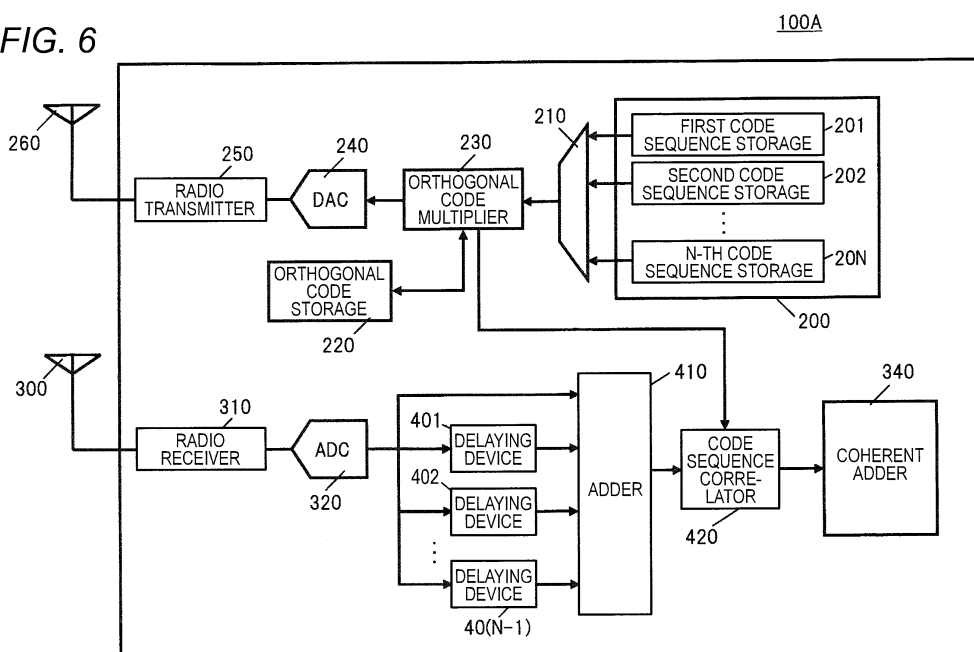 FIG. 6
100A
260
250
RADIO
TRANSMITTER
240
DAC
230
ORTHOGONAL
CODE
MULTIPLIER
210
FIRST CODE
SEQUENCE STORAGE
201
SECOND CODE
SEQUENCE STORAGE
202
N-TH CODE
SEQUENCE STORAGE
20N
200
ORTHOGONAL
CODE
STORAGE
220
300
310
RADIO
RECEIVER
ADC
320
401
DELAYING
DEVICE
402
DELAYING
DEVICE
DELAYING
DEVICE
40(N-1)
410
ADDER
CODE
SEQUENCE
CORRE-
LATOR
420
340
COHERENT
ADDER